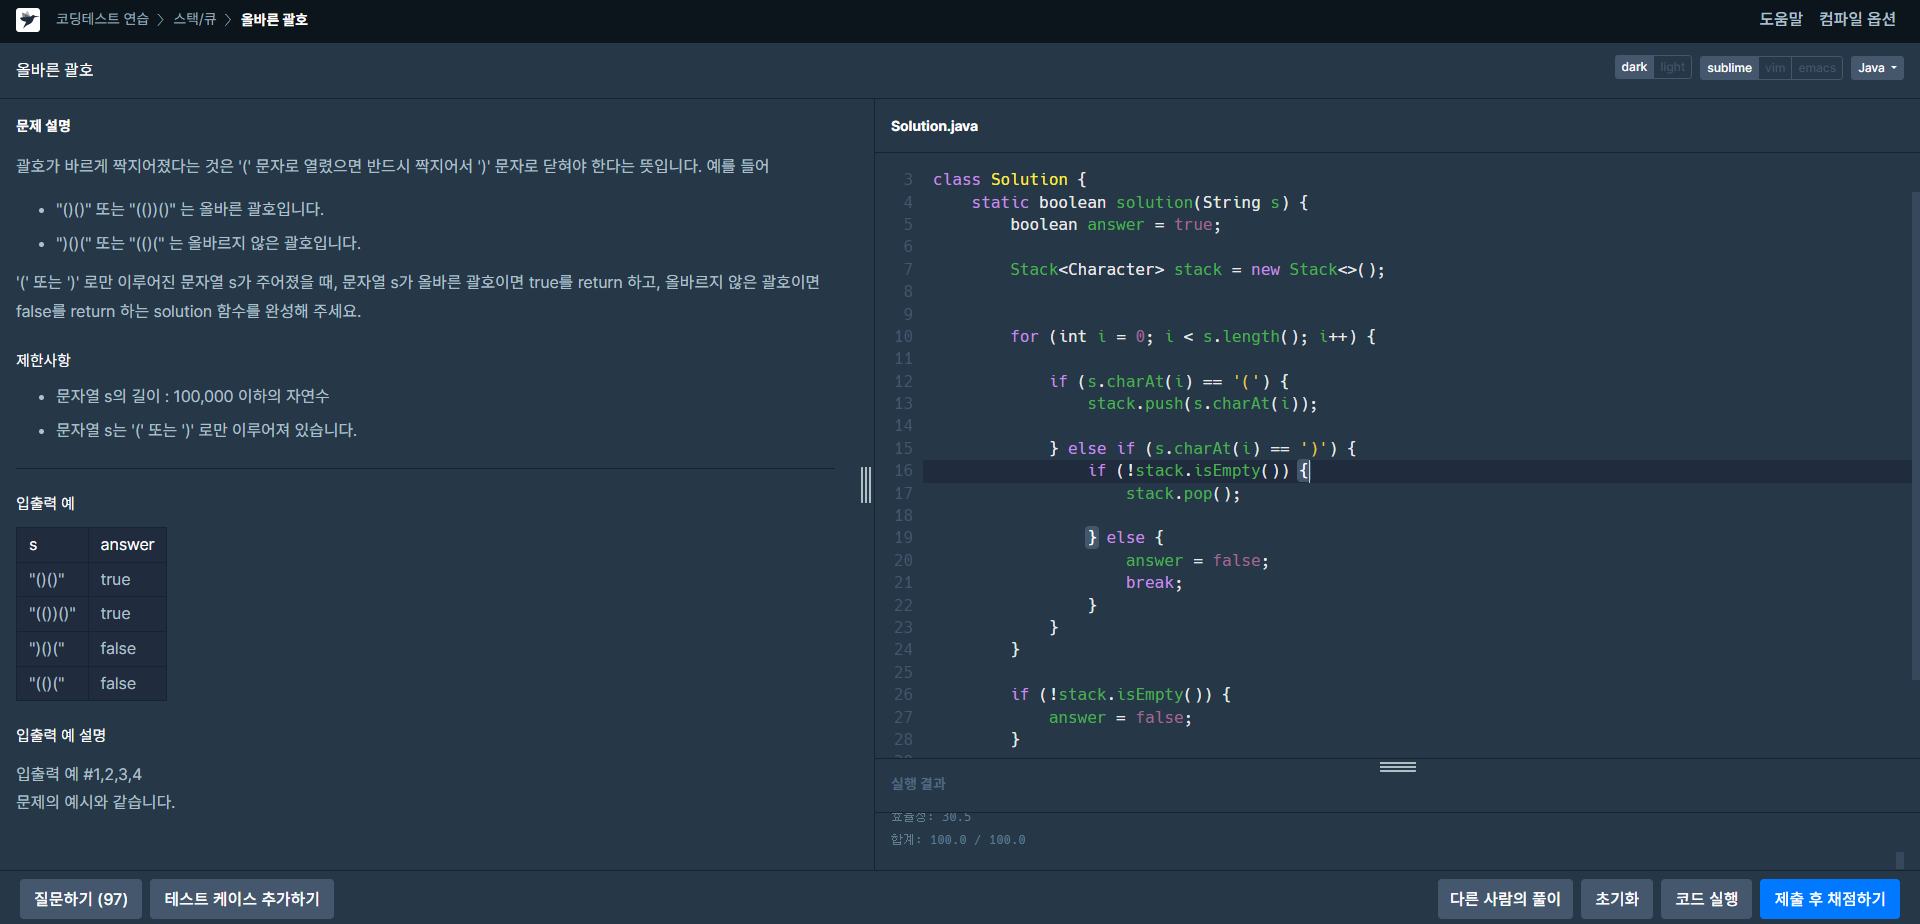 코딩테스트 연습 > 스택/큐 > 올바른 괄호
도움말 컴파일 옵션
올바른 괄호
dark light sublime vim emacs Java
문제 설명
괄호가 바르게 짝지어졌다는 것은 '(' 문자로 열렸으면 반드시 짝지어서 ')' 문자로 닫혀야 한다는 뜻입니다. 예를 들어
• "()()" 또는 "(())()" 는 올바른 괄호입니다.
• ")()(" 또는 "(()(" 는 올바르지 않은 괄호입니다.
'(' 또는 ')' 로만 이루어진 문자열 s가 주어졌을 때, 문자열 s가 올바른 괄호이면 true를 return 하고, 올바르지 않은 괄호이면
false를 return 하는 solution 함수를 완성해 주세요.
제한사항
• 문자열 s의 길이 : 100,000 이하의 자연수
• 문자열 s는 '(' 또는 ')' 로만 이루어져 있습니다.
입출력 예
s answer
"()()" true
"(())()" true
")()(" false
"(()(" false
입출력 예 설명
입출력 예 #1,2,3,4
문제의 예시와 같습니다.
Solution.java
3 class Solution {
4 static boolean solution(String s) {
5 boolean answer = true;
6
7 Stack<Character> stack = new Stack<>();
8
9
10 for (int i = 0; i < s.length(); i++) {
11
12 if (s.charAt(i) == '(') {
13 stack.push(s.charAt(i));
14
15 } else if (s.charAt(i) == ')') {
16 if (!stack.isEmpty()) {
17 stack.pop();
18
19 } else {
20 answer = false;
21 break;
22 }
23 }
24 }
25
26 if (!stack.isEmpty()) {
27 answer = false;
28 }
실행 결과
효율성: 30.5
합계: 100.0 / 100.0
질문하기 (97) 테스트 케이스 추가하기 다른 사람의 풀이 초기화 코드 실행 제출 후 채점하기